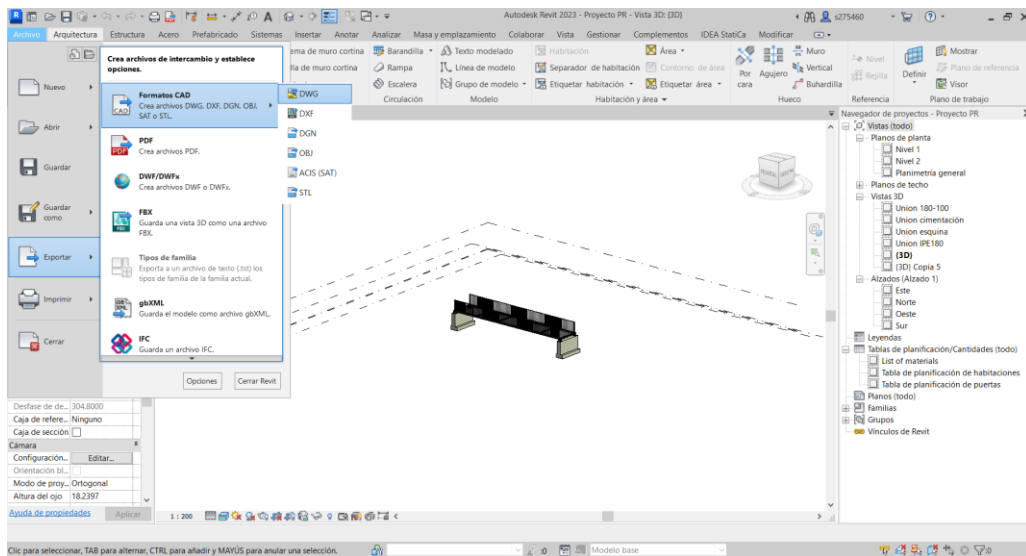 Autodesk Revit 2023 - Proyecto PR - Vista 3D: {3D}
s275460
Archivo Arquitectura Estructura Acero Prefabricado Sistemas Insertar Anotar Analizar Masa y emplazamiento Colaborar Vista Gestionar Complementos IDEA StatiCa Modificar
Crea archivos de intercambio y establece
opciones.
Nuevo
Abrir
Guardar
Guardar
como
Exportar
Imprimir
Cerrar
Formatos CAD
Crea archivos DWG, DXF, DGN, OBJ,
SAT o STL.
PDF
Crea archivos PDF.
DWF/DWFx
Crea archivos DWF o DWFx.
FBX
Guarda una vista 3D como una archivo
FBX.
Tipos de familia
Exporta a un archivo de texto (.txt) los
tipos de familia de la familia actual.
gbXML
Guarda el modelo como archivo gbXML.
IFC
Guarda un archivo IFC.
Opciones Cerrar Revit
DWG
DXF
DGN
OBJ
ACIS (SAT)
STL
ema de muro cortina
lla de muro cortina
Barandilla
Rampa
Escalera
Circulación
Texto modelado
Línea de modelo
Grupo de modelo
Modelo
Habitación
Separador de habitación
Etiquetar habitación
Área
Contorno de área
Etiquetar área
Habitación y área
Por
cara
Agujero
Muro
Vertical
Buhardilla
Hueco
Nivel
Rejilla
Referencia
Definir
Mostrar
Plano de referencia
Visor
Plano de trabajo
Navegador de proyectos - Proyecto PR
Vistas (todo)
Planos de planta
Nivel 1
Nivel 2
Planimetría general
Planos de techo
Vistas 3D
Union 180-100
Union cimentación
Union esquina
Union IPE180
{3D}
{3D} Copia 5
Alzados (Alzado 1)
Este
Norte
Oeste
Sur
Leyendas
Tablas de planificación/Cantidades (todo)
List of materials
Tabla de planificación de habitaciones
Tabla de planificación de puertas
Planos (todo)
Familias
Grupos
Vínculos de Revit
Desfase de de... 304.8000
Caja de refere... Ninguno
Caja de sección
Cámara
Configuración... Editar...
Orientación bl...
Modo de proy... Ortogonal
Altura del ojo 18.2397
Ayuda de propiedades Aplicar
1 : 200
Clic para seleccionar, TAB para alternar, CTRL para añadir y MAYÚS para anular una selección.
:0
Modelo base
:0